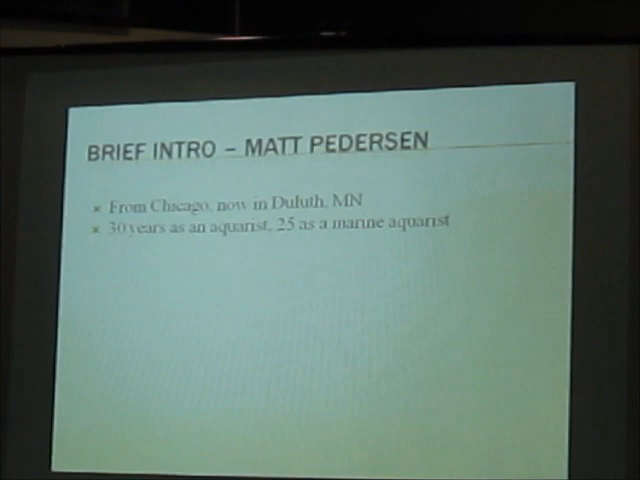 BRIEF INTRO – MATT PEDERSEN
From Chicago, now in Duluth, MN
30 years as an aquarist, 25 as a marine aquarist